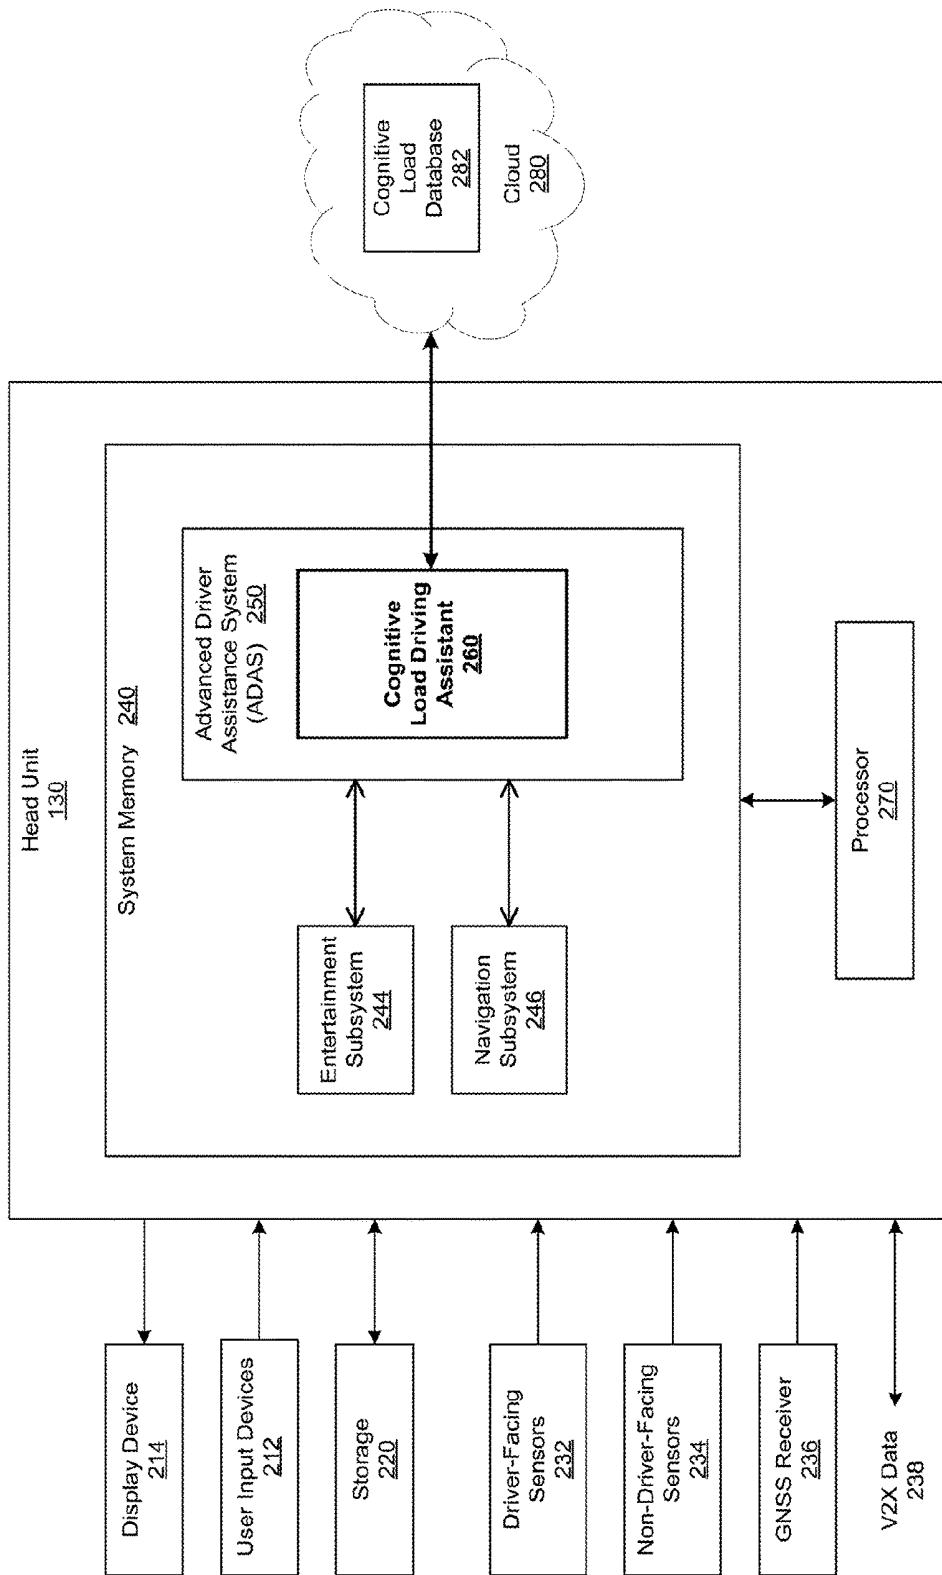 Head Unit
130
System Memory 240
Advanced Driver
Assistance System
(ADAS) 250
Cognitive
Load Driving
Assistant
260
Entertainment
Subsystem
244
Navigation
Subsystem
246
Processor
270
Cognitive
Load
Database
282
Cloud
280
Display Device
214
User Input Devices
212
Storage
220
Driver-Facing
Sensors
232
Non-Driver-Facing
Sensors
234
GNSS Receiver
236
V2X Data
238